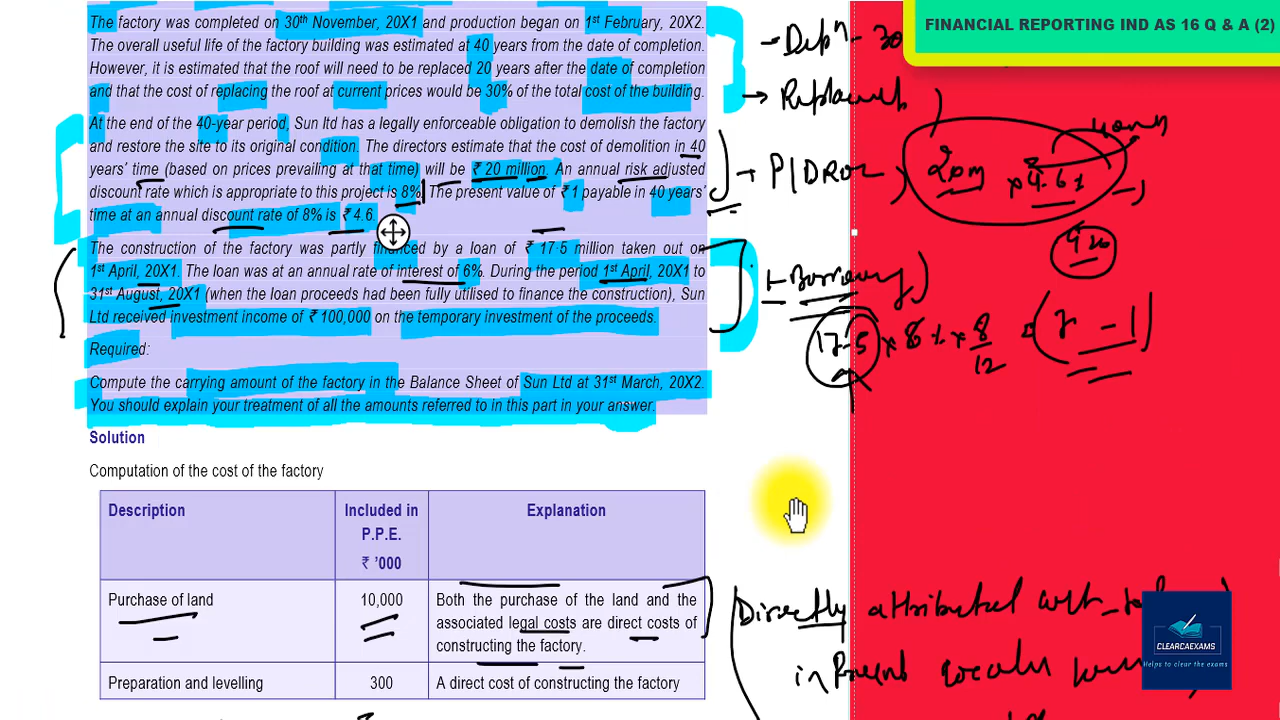 FINANCIAL REPORTING IND AS 16 Q & A (2)
The factory was completed on 30th November, 20X1 and production began on 1st February, 20X2.
The overall useful life of the factory building was estimated at 40 years from the date of completion.
However, it is estimated that the roof will need to be replaced 20 years after the date of completion
and that the cost of replacing the roof at current prices would be 30% of the total cost of the building.
At the end of the 40-year period, Sun ltd has a legally enforceable obligation to demolish the factory
and restore the site to its original condition. The directors estimate that the cost of demolition in 40
years' time (based on prices prevailing at that time) will be ₹ 20 million. An annual risk adjusted
discount rate which is appropriate to this project is 8%. The present value of ₹ 1 payable in 40 years'
time at an annual discount rate of 8% is ₹ 4.6.
The construction of the factory was partly financed by a loan of ₹ 17·5 million taken out on
1st April, 20X1. The loan was at an annual rate of interest of 6%. During the period 1st April, 20X1 to
31st August, 20X1 (when the loan proceeds had been fully utilised to finance the construction), Sun
Ltd received investment income of ₹ 100,000 on the temporary investment of the proceeds.
Required:
Compute the carrying amount of the factory in the Balance Sheet of Sun Ltd at 31st March, 20X2.
You should explain your treatment of all the amounts referred to in this part in your answer.
→ P/DROL
Borrowing
17.5 × 8 % × 8/12
Solution
Computation of the cost of the factory
Description
Included in
P.P.E.
₹ '000
Explanation
Purchase of land
10,000
Both the purchase of the land and the
associated legal costs are direct costs of
constructing the factory.
Preparation and levelling
300
A direct cost of constructing the factory
Directly attributed
CLEARCAEXAMS
Helps to clear the exams